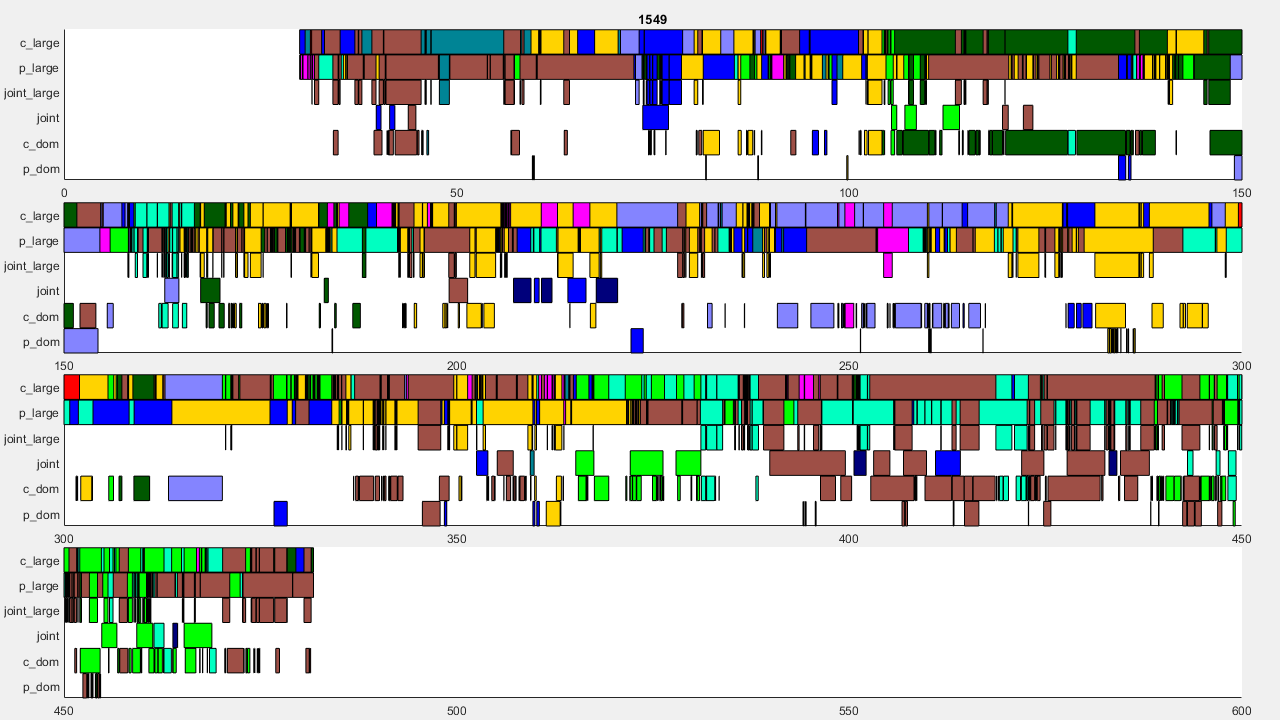 1549
c_large
p_large
joint_large
joint
c_dom
p_dom
0 50 100 150
c_large
p_large
joint_large
joint
c_dom
p_dom
150 200 250 300
c_large
p_large
joint_large
joint
c_dom
p_dom
300 350 400 450
c_large
p_large
joint_large
joint
c_dom
p_dom
450 500 550 600